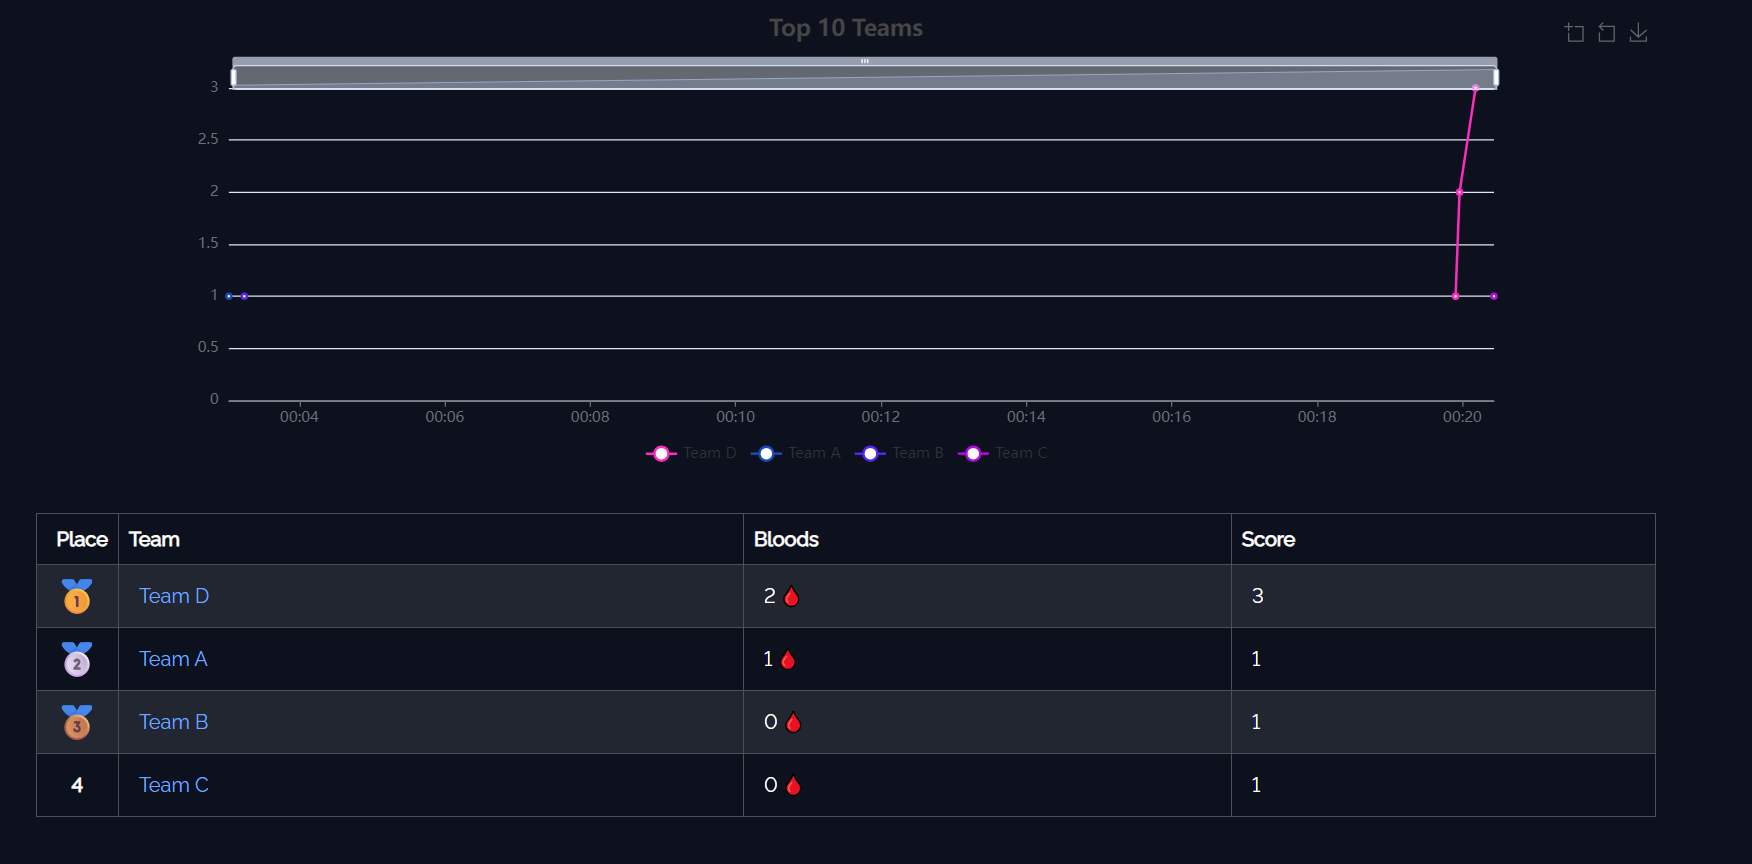 Top 10 Teams
3
2.5
2
1.5
1
0.5
0
00:04 00:06 00:08 00:10 00:12 00:14 00:16 00:18 00:20
Team D Team A Team B Team C
Place Team Bloods Score
1 Team D 2 3
2 Team A 1 1
3 Team B 0 1
4 Team C 0 1